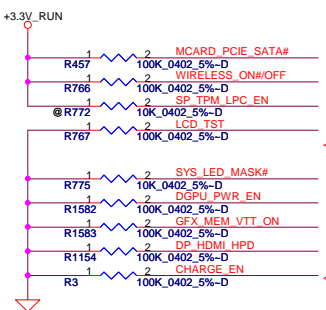 +3.3V_RUN
1 2 MCARD_PCIE_SATA#
R457 100K_0402_5%~D
1 2 WIRELESS_ON#/OFF
R766 100K_0402_5%~D
1 2 SP_TPM_LPC_EN
@ R772 10K_0402_5%~D
1 2 LCD_TST
R767 100K_0402_5%~D
1 2 SYS_LED_MASK#
R775 10K_0402_5%~D
1 2 DGPU_PWR_EN
R1582 100K_0402_5%~D
1 2 GFX_MEM_VTT_ON
R1583 100K_0402_5%~D
1 2 DP_HDMI_HPD
R1154 100K_0402_5%~D
1 2 CHARGE_EN
R3 100K_0402_5%~D